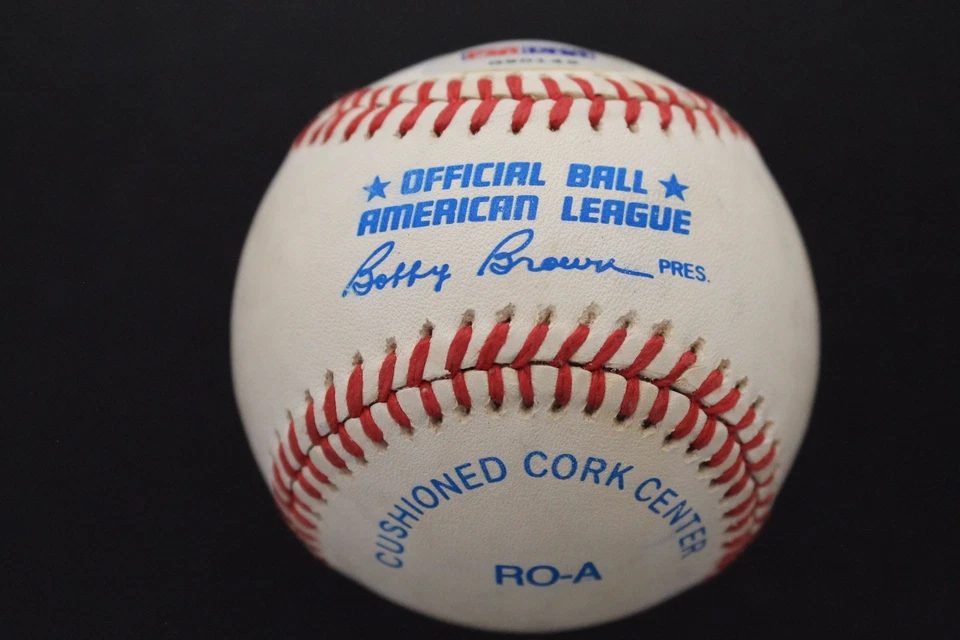 ★ OFFICIAL BALL ★
AMERICAN LEAGUE
Bobby Brown PRES.
CUSHIONED CORK CENTER
RO-A